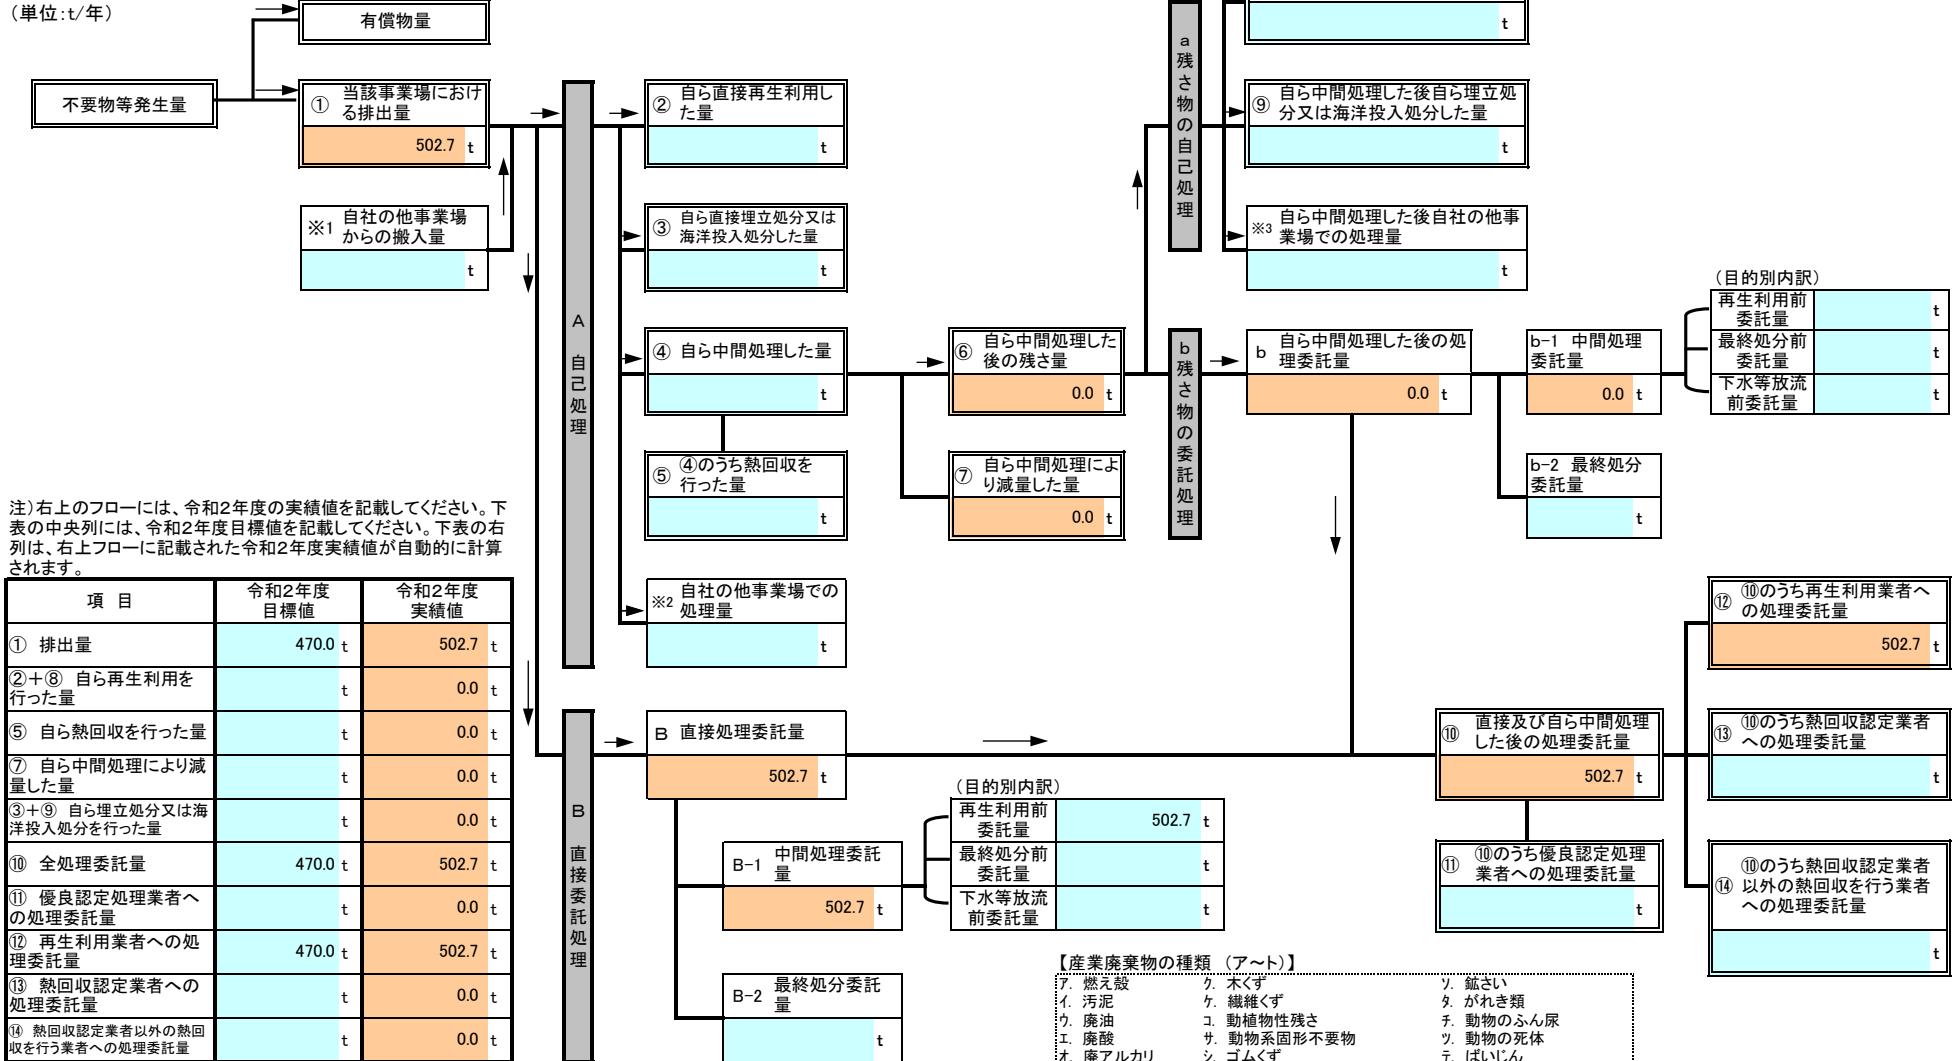 （単位：t/年）
有償物量
不要物等発生量
① 当該事業場におけ
る排出量
502.7 t
※1 自社の他事業場
からの搬入量
t
A 自己処理
② 自ら直接再生利用し
た量
t
③ 自ら直接埋立処分又は
海洋投入処分した量
t
④ 自ら中間処理した量
t
⑤ ④のうち熱回収を
行った量
t
※2 自社の他事業場での
処理量
t
⑥ 自ら中間処理した
後の残さ量
0.0 t
⑦ 自ら中間処理によ
り減量した量
0.0 t
a 残さ物の自己処理
t
⑨ 自ら中間処理した後自ら埋立処
分又は海洋投入処分した量
t
※3 自ら中間処理した後自社の他事
業場での処理量
t
b 残さ物の委託処理
b 自ら中間処理した後の処
理委託量
0.0 t
b-1 中間処理
委託量
0.0 t
b-2 最終処分
委託量
t
（目的別内訳）
再生利用前
委託量
t
最終処分前
委託量
t
下水等放流
前委託量
t
注）右上のフローには、令和2年度の実績値を記載してください。下
表の中央列には、令和2年度目標値を記載してください。下表の右
列は、右上フローに記載された令和2年度実績値が自動的に計算
されます。
項 目
令和2年度
目標値
令和2年度
実績値
① 排出量 470.0 t 502.7 t
②＋⑧ 自ら再生利用を
行った量
t 0.0 t
⑤ 自ら熱回収を行った量 t 0.0 t
⑦ 自ら中間処理により減
量した量
t 0.0 t
③＋⑨ 自ら埋立処分又は海
洋投入処分を行った量
t 0.0 t
⑩ 全処理委託量 470.0 t 502.7 t
⑪ 優良認定処理業者へ
の処理委託量
t 0.0 t
⑫ 再生利用業者への処
理委託量
470.0 t 502.7 t
⑬ 熱回収認定業者への
処理委託量
t 0.0 t
⑭ 熱回収認定業者以外の熱回
収を行う業者への処理委託量
t 0.0 t
B 直接委託処理
B 直接処理委託量
502.7 t
B-1 中間処理委託
量
502.7 t
B-2 最終処分委託
量
t
（目的別内訳）
再生利用前
委託量
502.7 t
最終処分前
委託量
t
下水等放流
前委託量
t
⑩ 直接及び自ら中間処理
した後の処理委託量
502.7 t
⑪ ⑩のうち優良認定処理
業者への処理委託量
t
⑫ ⑩のうち再生利用業者へ
の処理委託量
502.7 t
⑬ ⑩のうち熱回収認定業者
への処理委託量
t
⑭ ⑩のうち熱回収認定業者
以外の熱回収を行う業者
への処理委託量
t
【産業廃棄物の種類 （ア～ト）】
ｱ. 燃え殻 ｸ. 木くず ｿ. 鉱さい
ｲ. 汚泥 ｹ. 繊維くず ﾀ. がれき類
ｳ. 廃油 ｺ. 動植物性残さ ﾁ. 動物のふん尿
ｴ. 廃酸 ｻ. 動物系固形不要物 ﾂ. 動物の死体
ｵ. 廃アルカリ ｼ. ゴムくず ﾃ. ばいじん